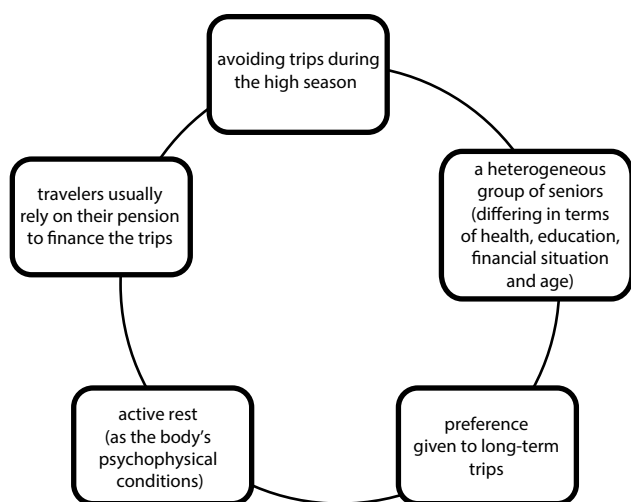 avoiding trips during
the high season
a heterogeneous
group of seniors
(differing in terms
of health, education,
financial situation
and age)
travelers usually
rely on their pension
to finance the trips
active rest
(as the body's
psychophysical
conditions)
preference
given to long-term
trips